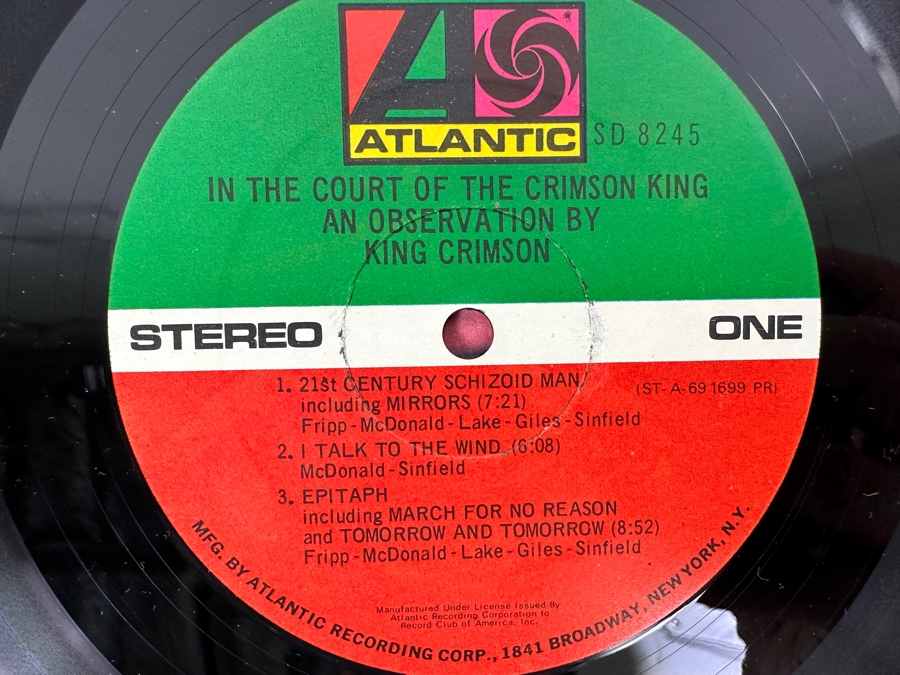 ATLANTIC
SD 8245
IN THE COURT OF THE CRIMSON KING
AN OBSERVATION BY
KING CRIMSON
STEREO
ONE
1. 21st CENTURY SCHIZOID MAN
including MIRRORS (7:21)
Fripp-McDonald-Lake-Giles-Sinfield
(ST-A-69 1699 PR)
2. I TALK TO THE WIND (6:08)
McDonald-Sinfield
3. EPITAPH
including MARCH FOR NO REASON
and TOMORROW AND TOMORROW (8:52)
Fripp-McDonald-Lake-Giles-Sinfield
Manufactured Under License Issued By
Atlantic Recording Corporation to
Record Club of America, Inc.
MFG. BY ATLANTIC RECORDING CORP., 1841 BROADWAY, NEW YORK, N.Y.